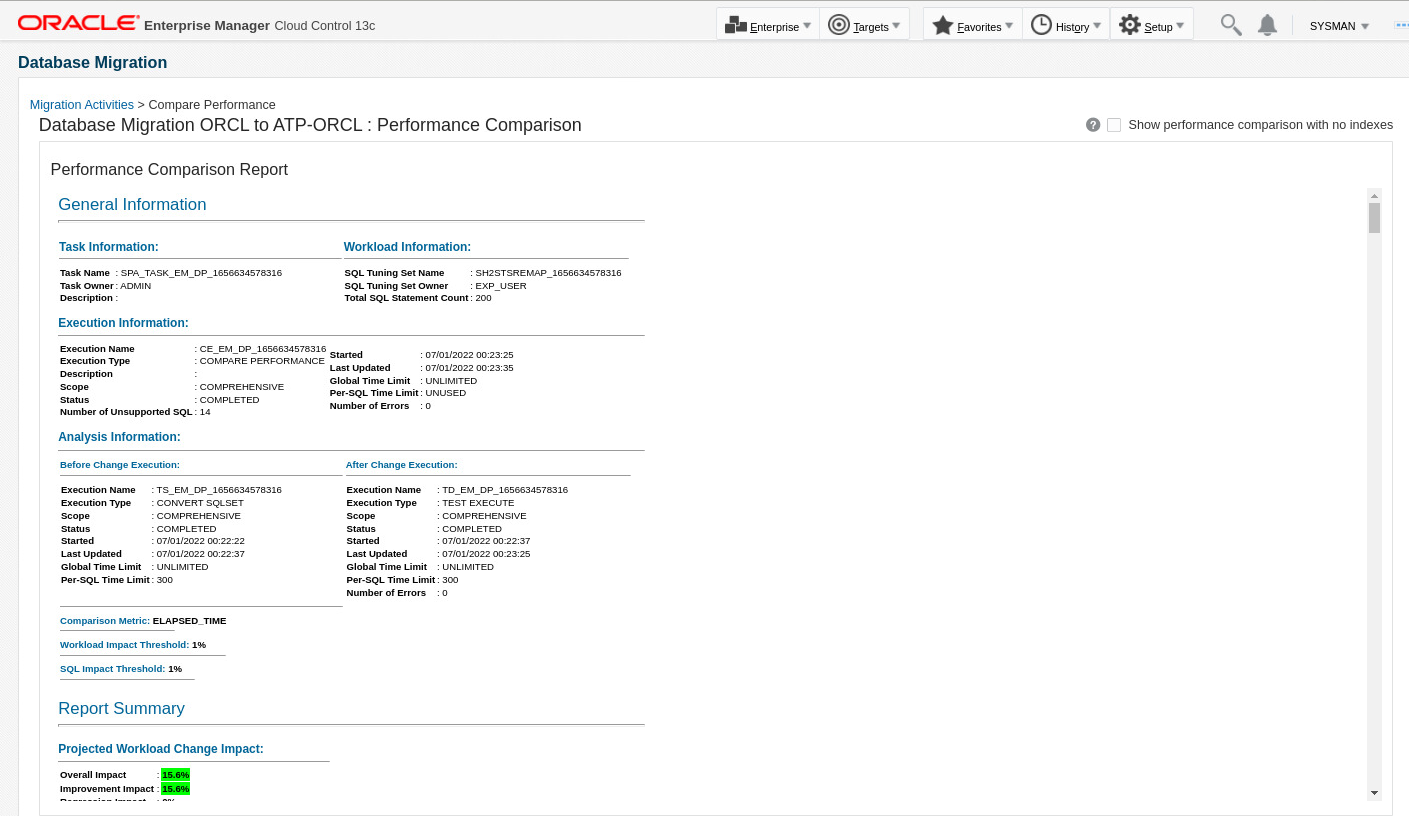 ORACLE Enterprise Manager Cloud Control 13c
Enterprise Targets Favorites History Setup SYSMAN
Database Migration
Migration Activities > Compare Performance
Database Migration ORCL to ATP-ORCL : Performance Comparison
? Show performance comparison with no indexes
Performance Comparison Report
General Information
Task Information:
Task Name : SPA_TASK_EM_DP_1656634578316
Task Owner : ADMIN
Description :
Workload Information:
SQL Tuning Set Name : SH2STSREMAP_1656634578316
SQL Tuning Set Owner : EXP_USER
Total SQL Statement Count : 200
Execution Information:
Execution Name : CE_EM_DP_1656634578316
Execution Type : COMPARE PERFORMANCE
Description :
Scope : COMPREHENSIVE
Status : COMPLETED
Number of Unsupported SQL : 14
Started : 07/01/2022 00:23:25
Last Updated : 07/01/2022 00:23:35
Global Time Limit : UNLIMITED
Per-SQL Time Limit : UNUSED
Number of Errors : 0
Analysis Information:
Before Change Execution:
Execution Name : TS_EM_DP_1656634578316
Execution Type : CONVERT SQLSET
Scope : COMPREHENSIVE
Status : COMPLETED
Started : 07/01/2022 00:22:22
Last Updated : 07/01/2022 00:22:37
Global Time Limit : UNLIMITED
Per-SQL Time Limit : 300
After Change Execution:
Execution Name : TD_EM_DP_1656634578316
Execution Type : TEST EXECUTE
Scope : COMPREHENSIVE
Status : COMPLETED
Started : 07/01/2022 00:22:37
Last Updated : 07/01/2022 00:23:25
Global Time Limit : UNLIMITED
Per-SQL Time Limit : 300
Number of Errors : 0
Comparison Metric: ELAPSED_TIME
Workload Impact Threshold: 1%
SQL Impact Threshold: 1%
Report Summary
Projected Workload Change Impact:
Overall Impact : 15.6%
Improvement Impact : 15.6%
Regression Impact : 0%